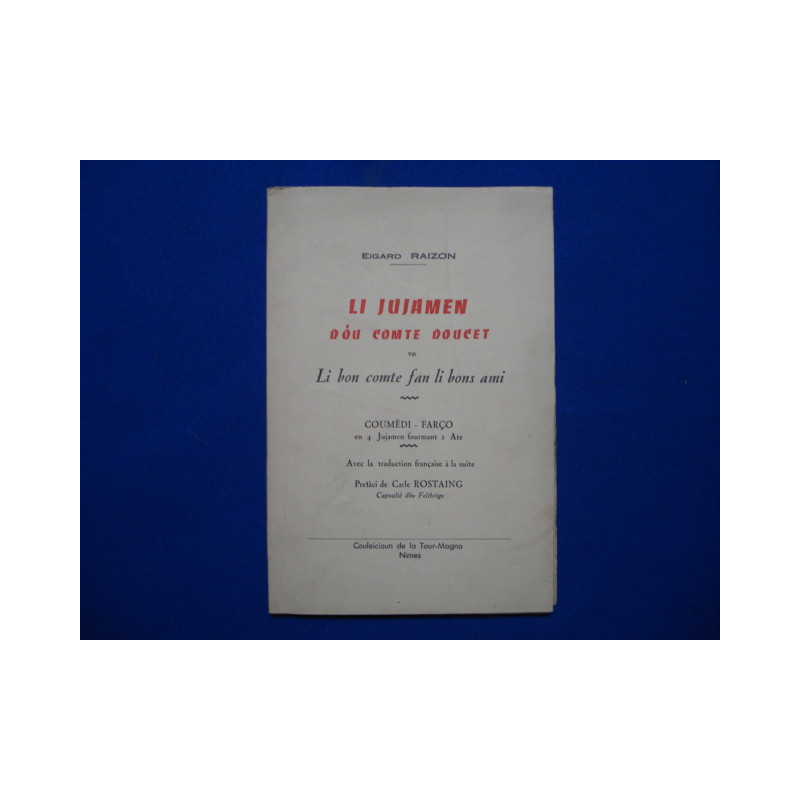 EIGARD RAIZON
LI JUJAMEN
DÓU COMTE DOUCET
vo
Li bon comte fan li bons ami
COUMÈDI - FARÇO
en 4 Jujamen fourmant 2 Ate
Avec la traduction française à la suite
Prefàci de Carle ROSTAING
Capoulié dóu Felibrige
Couleicioun de la Tour-Magno
Nimes